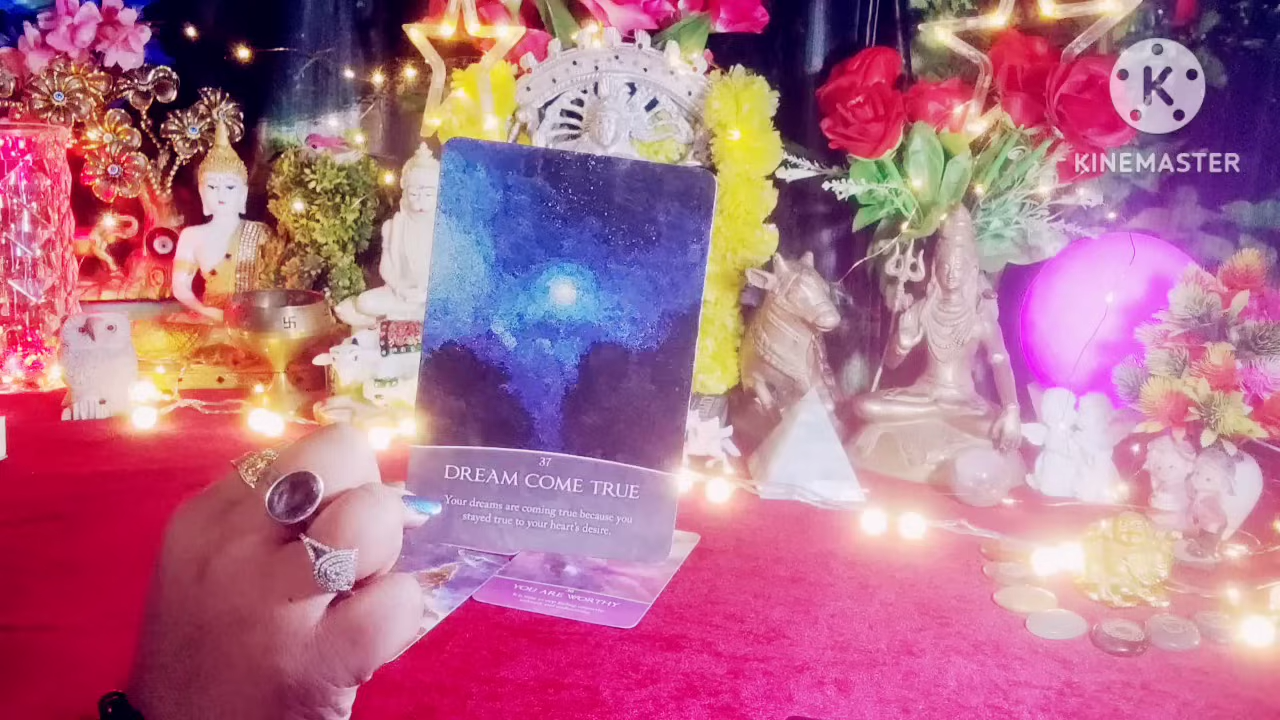 K
KINEMASTER
37
DREAM COME TRUE
Your dreams are coming true because you
stayed true to your heart's desire.
YOU ARE WORTHY